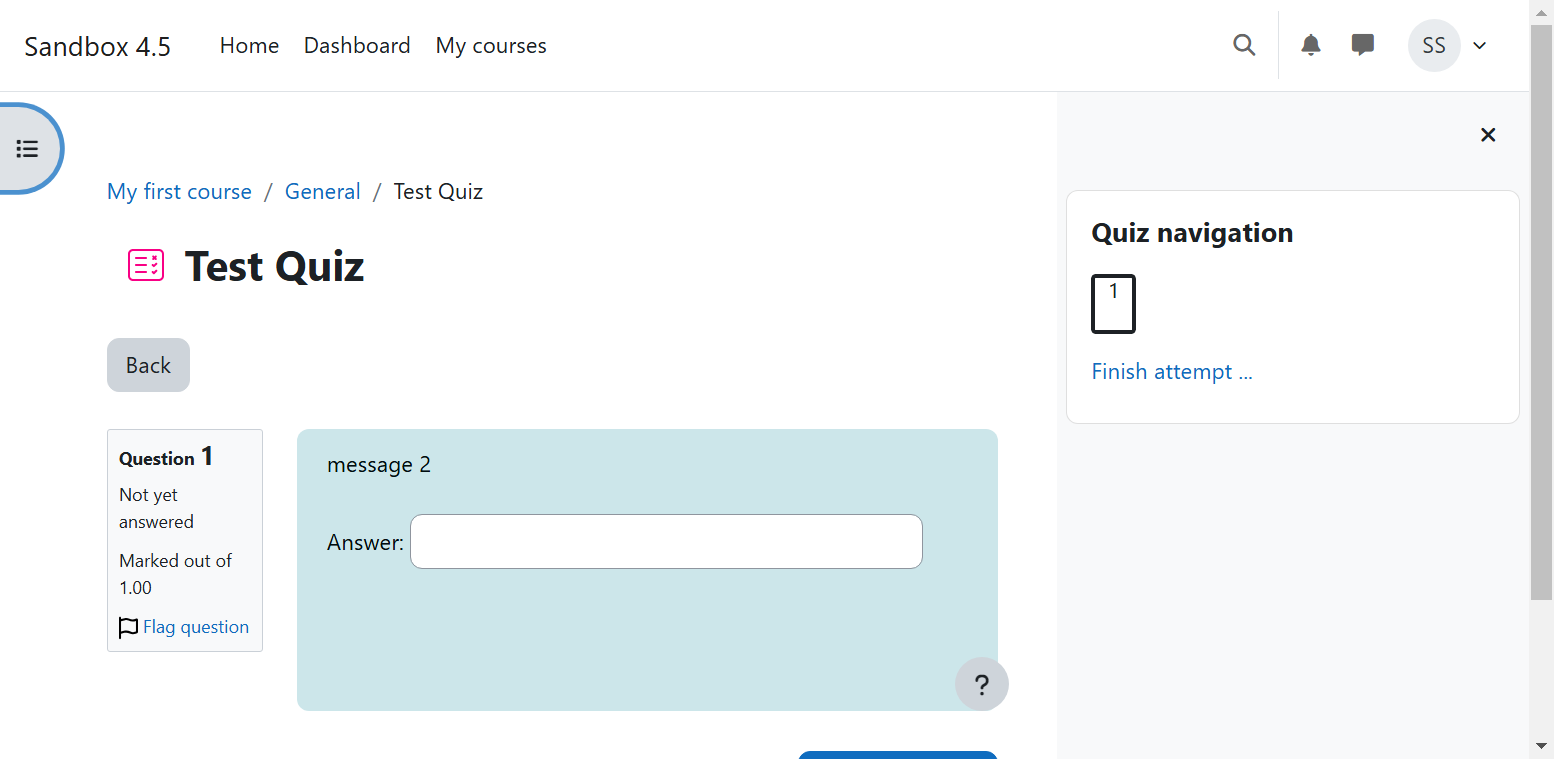 Sandbox 4.5 Home Dashboard My courses SS
My first course / General / Test Quiz
Test Quiz
Back
Question 1
Not yet
answered
Marked out of
1.00
Flag question
message 2
Answer:
?
Quiz navigation
1
Finish attempt ...